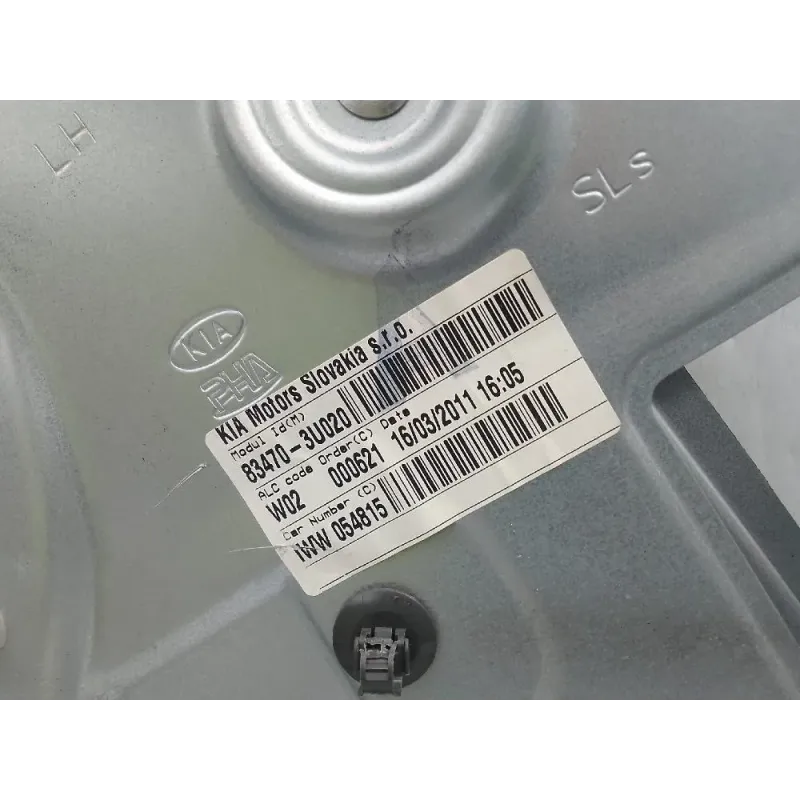 LH
SLs
KIA
PHA
KIA Motors Slovakia s.r.o.
Modul Id(M)
83470-3U020
ALC code Order(C) Date
W02 000621 16/03/2011 16:05
Car Number (C)
1WW 054815